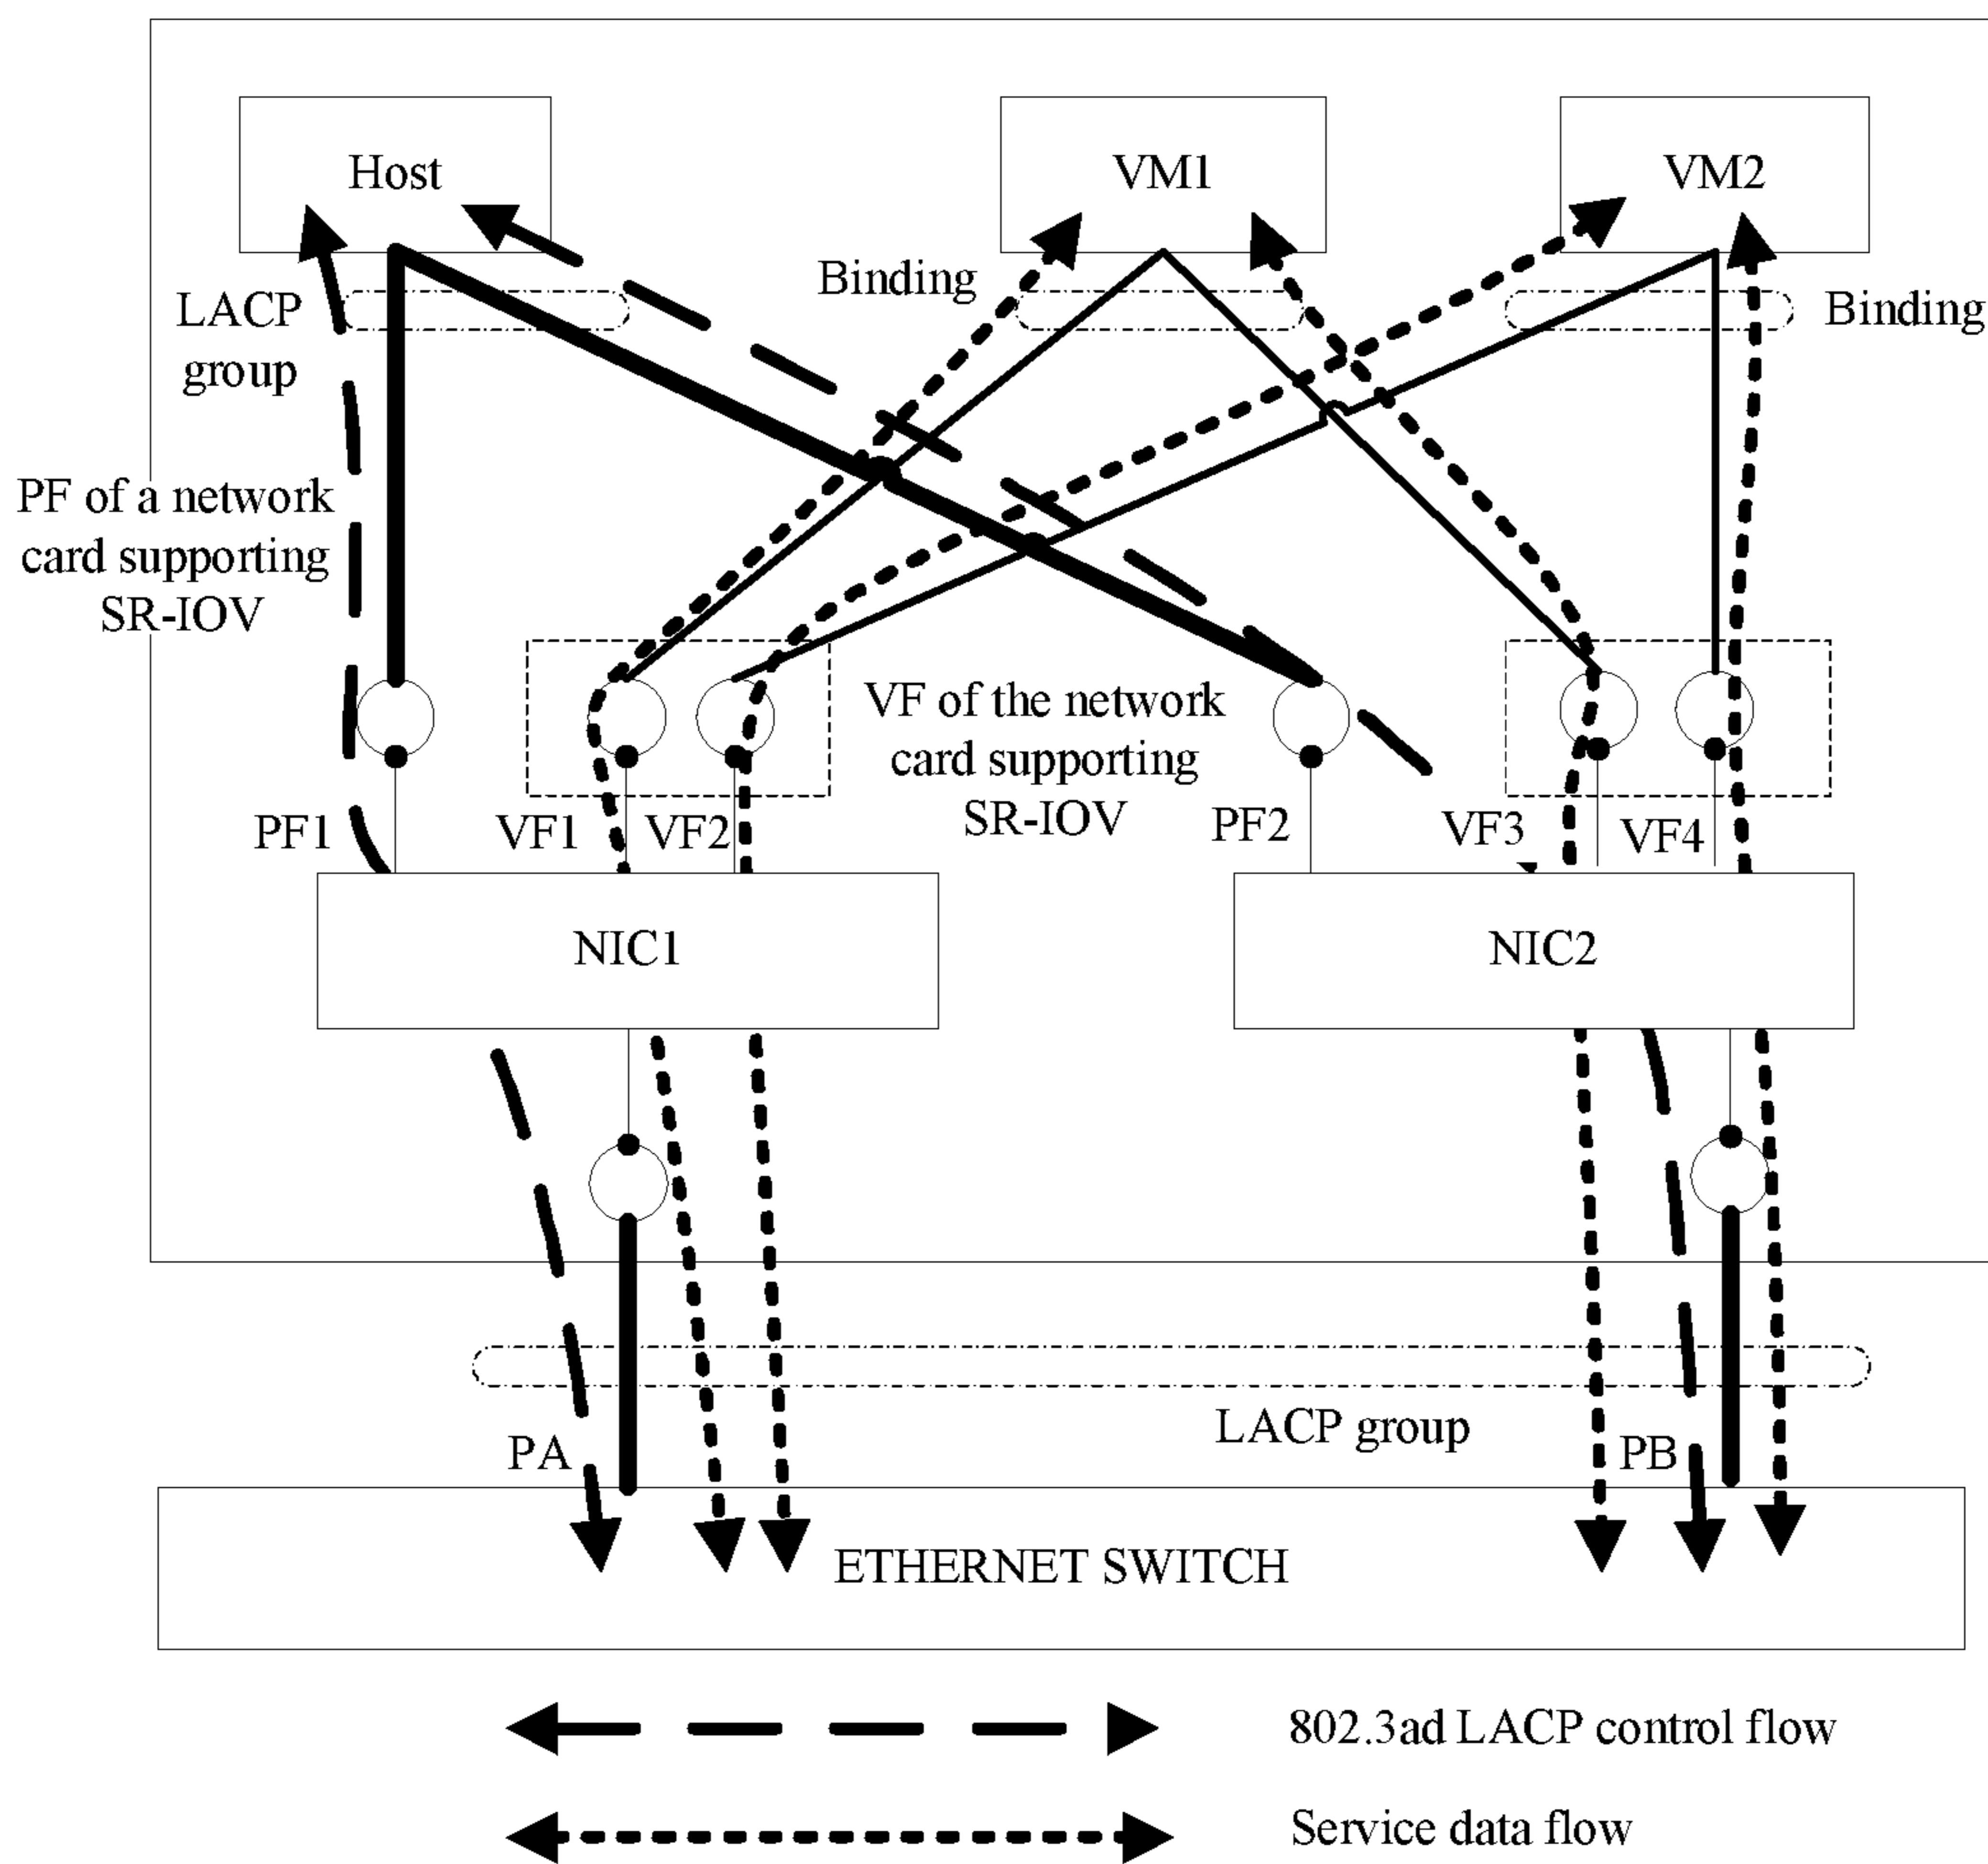 Host
VM1
VM2
LACP
group
Binding
Binding
PF of a network
card supporting
SR-IOV
VF of the network
card supporting
SR-IOV
PF1
VF1
VF2
PF2
VF3
VF4
NIC1
NIC2
LACP group
PA
PB
ETHERNET SWITCH
802.3ad LACP control flow
Service data flow